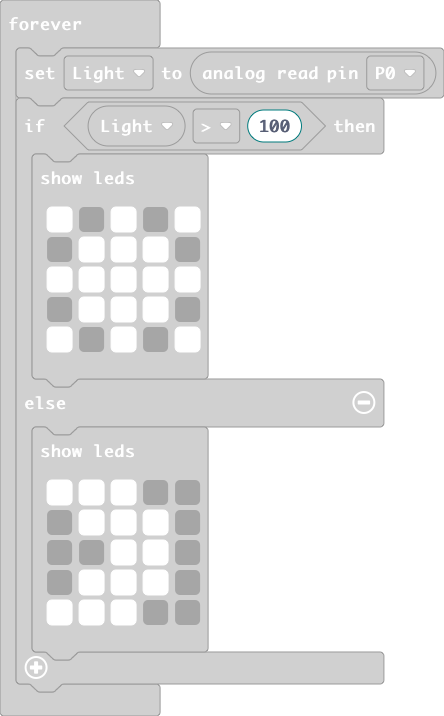 forever
set Light to analog read pin P0
if Light > 100 then
show leds
else
show leds